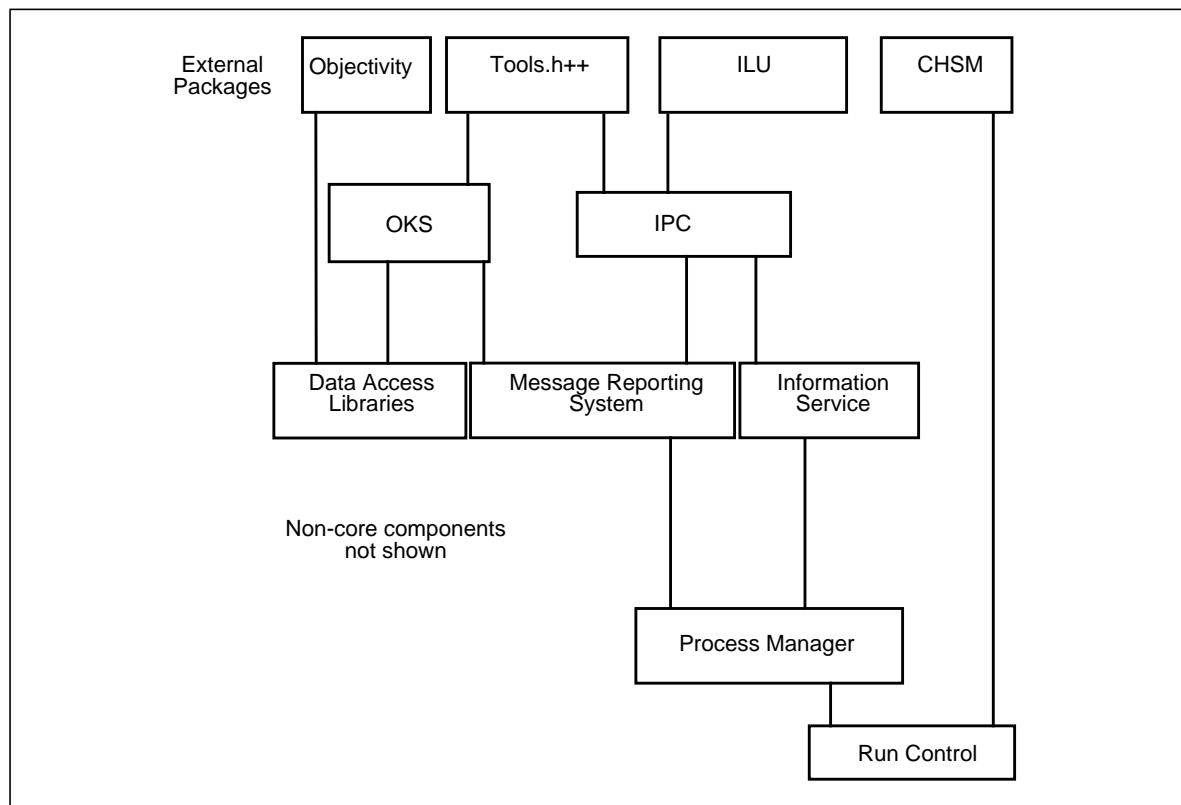 External
Packages
Objectivity
Tools.h++
ILU
CHSM
OKS
IPC
Data Access
Libraries
Message Reporting
System
Information
Service
Non-core components
not shown
Process Manager
Run Control